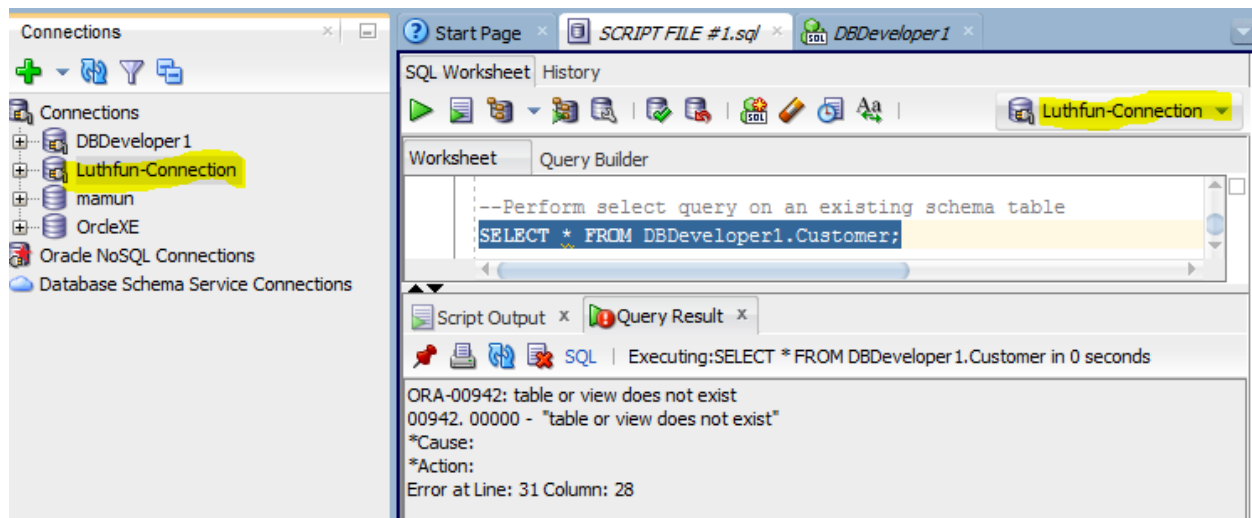 Connections
Connections
DBDeveloper1
Luthfun-Connection
mamun
OrcleXE
Oracle NoSQL Connections
Database Schema Service Connections
Start Page
SCRIPT FILE #1.sql
DBDeveloper1
SQL Worksheet History
Aa
Luthfun-Connection
Worksheet Query Builder
--Perform select query on an existing schema table
SELECT * FROM DBDeveloper1.Customer;
Script Output x Query Result x
SQL | Executing:SELECT * FROM DBDeveloper1.Customer in 0 seconds
ORA-00942: table or view does not exist
00942. 00000 - "table or view does not exist"
*Cause:
*Action:
Error at Line: 31 Column: 28